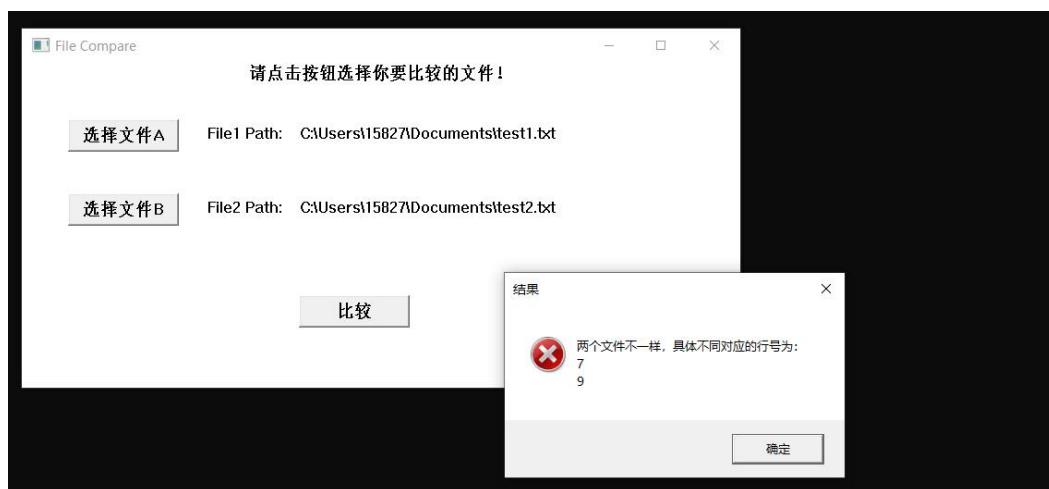 File Compare
请点击按钮选择你要比较的文件！
选择文件A File1 Path: C:\Users\15827\Documents\test1.txt
选择文件B File2 Path: C:\Users\15827\Documents\test2.txt
比较
结果
两个文件不一样，具体不同对应的行号为：
7
9
确定